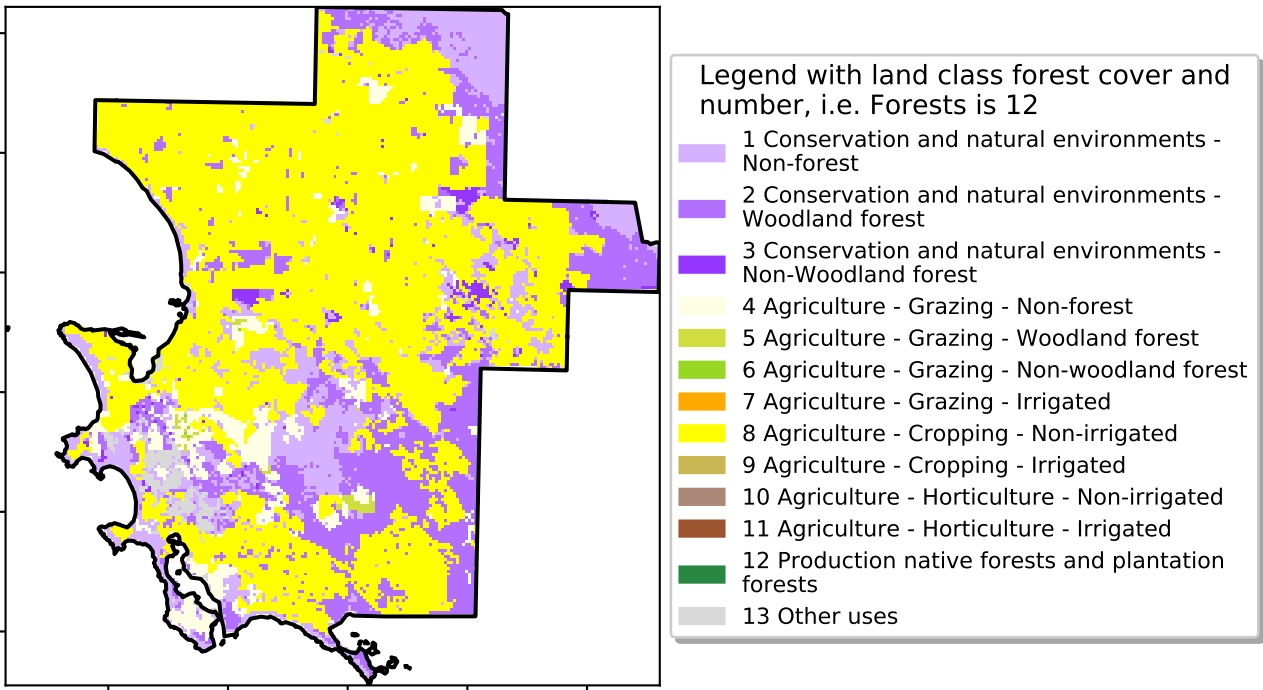 Legend with land class forest cover and
number, i.e. Forests is 12
1 Conservation and natural environments -
Non-forest
2 Conservation and natural environments -
Woodland forest
3 Conservation and natural environments -
Non-Woodland forest
4 Agriculture - Grazing - Non-forest
5 Agriculture - Grazing - Woodland forest
6 Agriculture - Grazing - Non-woodland forest
7 Agriculture - Grazing - Irrigated
8 Agriculture - Cropping - Non-irrigated
9 Agriculture - Cropping - Irrigated
10 Agriculture - Horticulture - Non-irrigated
11 Agriculture - Horticulture - Irrigated
12 Production native forests and plantation
forests
13 Other uses